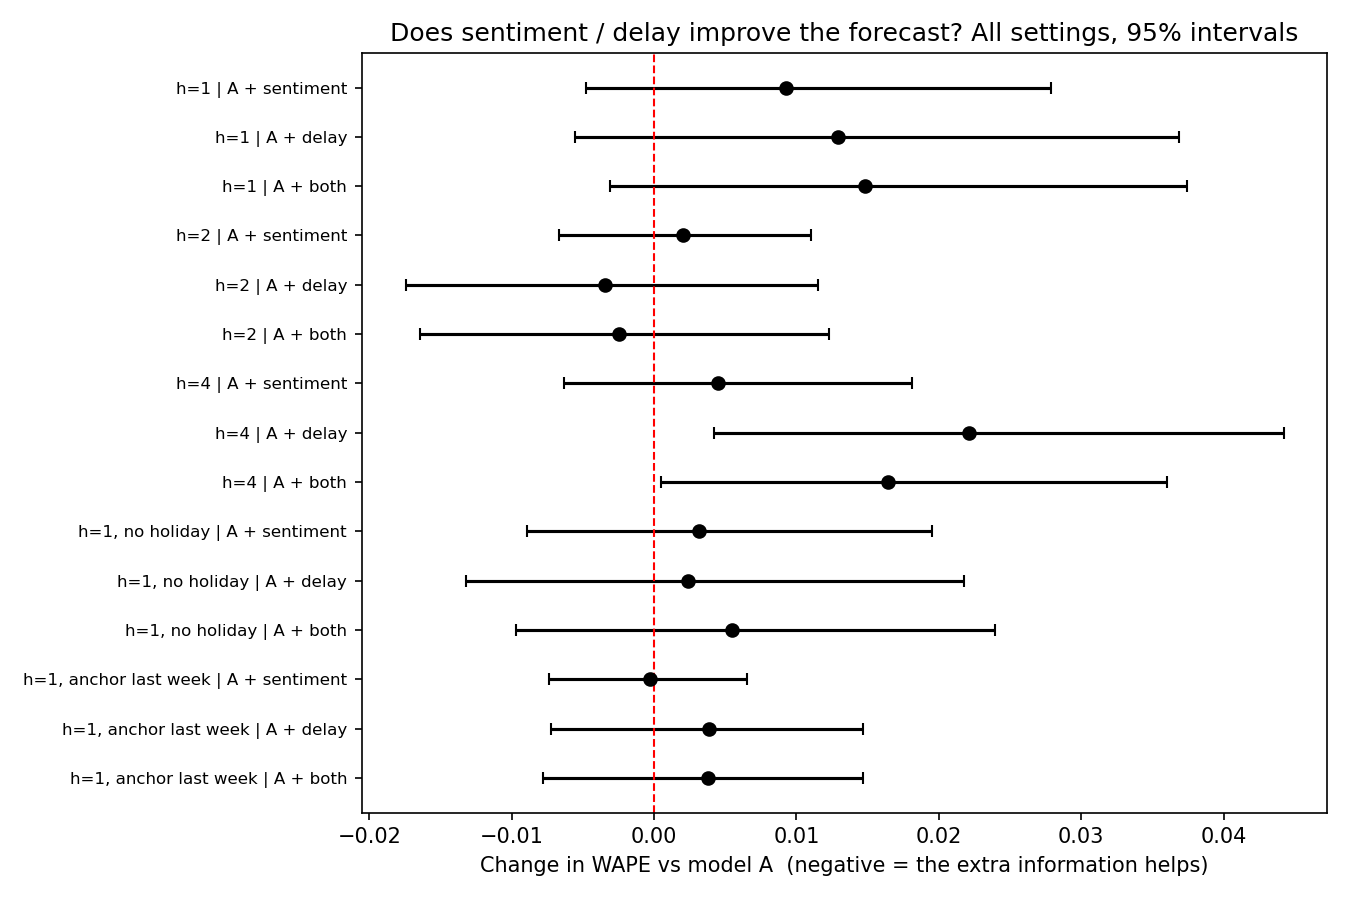 Does sentiment / delay improve the forecast? All settings, 95% intervals
h=1 | A + sentiment
h=1 | A + delay
h=1 | A + both
h=2 | A + sentiment
h=2 | A + delay
h=2 | A + both
h=4 | A + sentiment
h=4 | A + delay
h=4 | A + both
h=1, no holiday | A + sentiment
h=1, no holiday | A + delay
h=1, no holiday | A + both
h=1, anchor last week | A + sentiment
h=1, anchor last week | A + delay
h=1, anchor last week | A + both
−0.02 −0.01 0.00 0.01 0.02 0.03 0.04
Change in WAPE vs model A  (negative = the extra information helps)